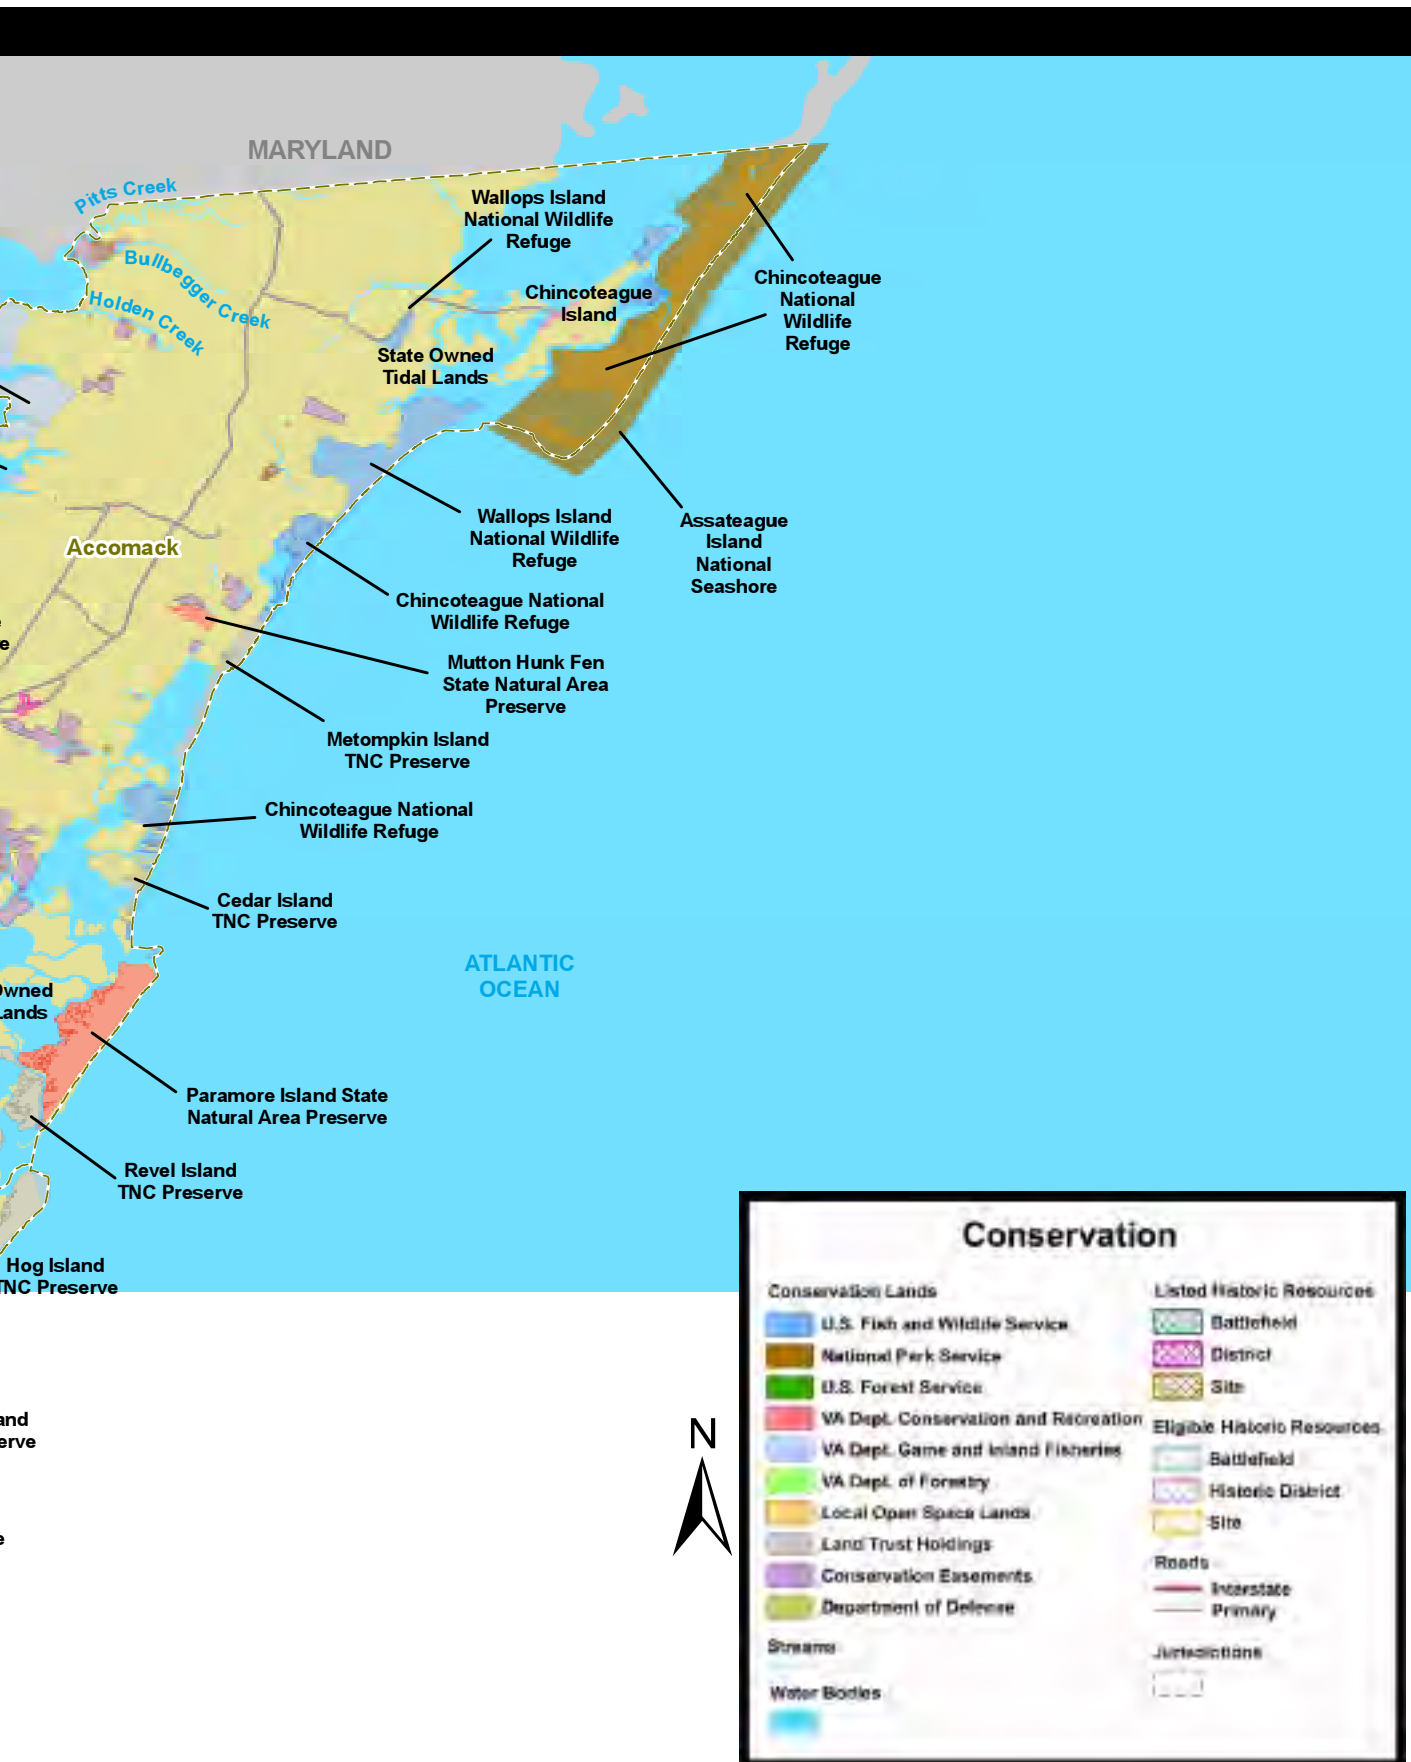 MARYLAND
Pitts Creek
Wallops Island
National Wildlife
Refuge
Bullbegger Creek
Holden Creek
Chincoteague
Island
Chincoteague
National
Wildlife
Refuge
State Owned
Tidal Lands
Wallops Island
National Wildlife
Refuge
Assateague
Island
National
Seashore
Accomack
Chincoteague National
Wildlife Refuge
Mutton Hunk Fen
State Natural Area
Preserve
Metompkin Island
TNC Preserve
Chincoteague National
Wildlife Refuge
Cedar Island
TNC Preserve
ATLANTIC
OCEAN
Owned
Lands
Paramore Island State
Natural Area Preserve
Revel Island
TNC Preserve
Hog Island
TNC Preserve
N
Conservation
Conservation Lands
U.S. Fish and Wildlife Service
National Park Service
U.S. Forest Service
VA Dept. Conservation and Recreation
VA Dept. Game and Inland Fisheries
VA Dept. of Forestry
Local Open Space Lands
Land Trust Holdings
Conservation Easements
Department of Defense
Streams
Water Bodies
Listed Historic Resources
Battlefield
District
Site
Eligible Historic Resources
Battlefield
Historic District
Site
Roads
Interstate
Primary
Jurisdictions